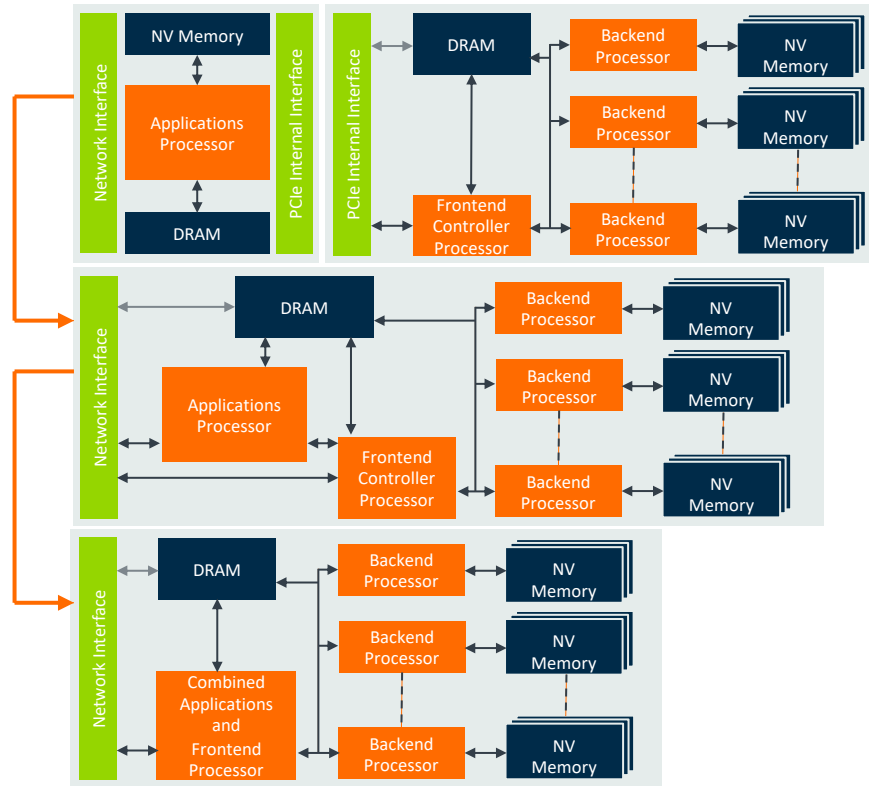 Network Interface
NV Memory
Applications
Processor
DRAM
PCIe Internal Interface
PCIe Internal Interface
DRAM
Frontend
Controller
Processor
Backend
Processor
NV
Memory
Backend
Processor
NV
Memory
Backend
Processor
NV
Memory
Network Interface
DRAM
Applications
Processor
Frontend
Controller
Processor
Backend
Processor
NV
Memory
Backend
Processor
NV
Memory
Backend
Processor
NV
Memory
Network Interface
DRAM
Combined
Applications
and
Frontend
Processor
Backend
Processor
NV
Memory
Backend
Processor
NV
Memory
Backend
Processor
NV
Memory